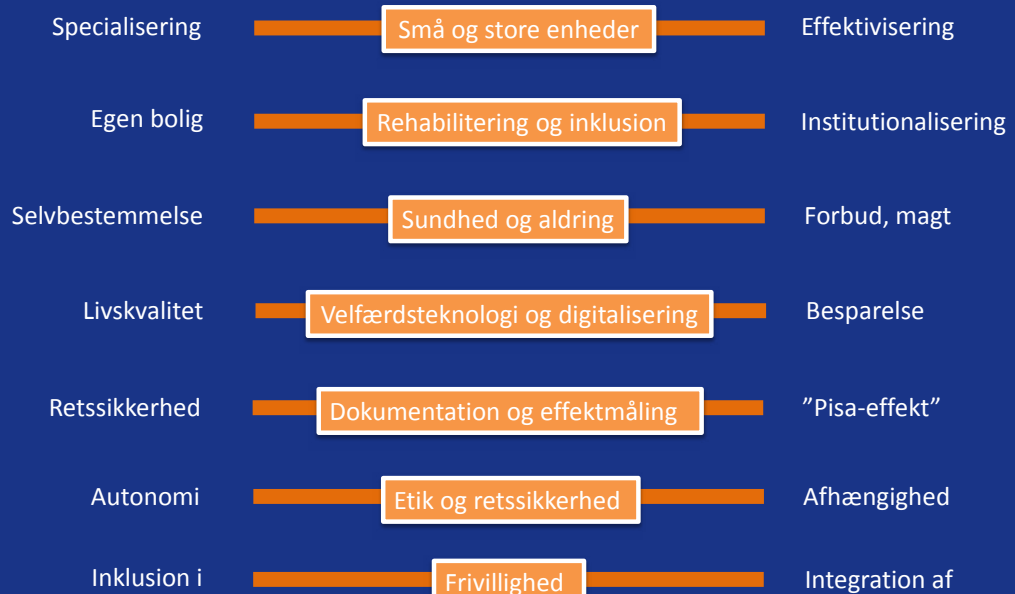 Specialisering Små og store enheder Effektivisering
Egen bolig Rehabilitering og inklusion Institutionalisering
Selvbestemmelse Sundhed og aldring Forbud, magt
Livskvalitet Velfærdsteknologi og digitalisering Besparelse
Retssikkerhed Dokumentation og effektmåling ”Pisa-effekt”
Autonomi Etik og retssikkerhed Afhængighed
Inklusion i Frivillighed Integration af